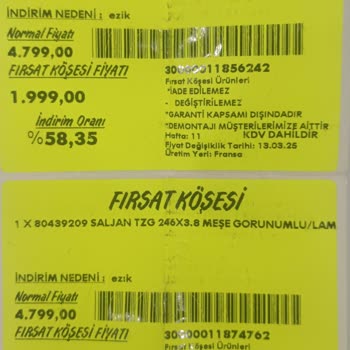 İNDİRİM NEDENİ : ezik
Normal Fiyatı
4.799,00
FIRSAT KÖŞESİ FİYATI
30000011856242
Fırsat Köşesi Ürünleri
*İADE EDİLEMEZ
- DEĞİŞTİRİLEMEZ
1.999,00
*GARANTİ KAPSAMI DIŞINDADIR
İndirim Oranı
*DEMONTAJI MÜŞTERİLERİMİZE AİTTİR
Hafta: 11 KDV DAHİLDİR
%58,35
Fiyat Değişiklik Tarihi: 13.03.25
Üretim Yeri: Fransa
FIRSAT KÖŞESİ
1 X 80439209 SALJAN TZG 246X3.8 MEŞE GORUNUMLU/LAM
İNDİRİM NEDENİ : ezik
Normal Fiyatı
4.799,00
FIRSAT KÖŞESİ FİYATI
30000011874762
Fırsat Köşesi Ürünleri